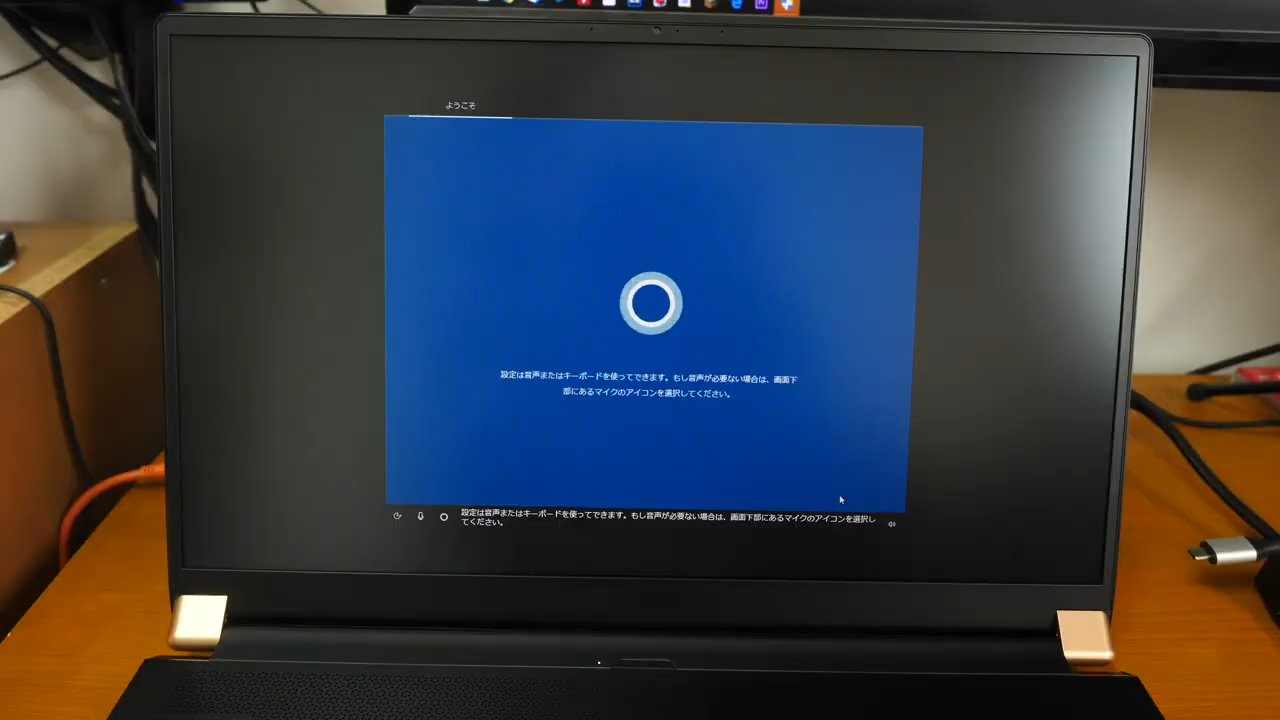 ようこそ
設定は音声またはキーボードを使ってできます。もし音声が必要ない場合は、画面下
部にあるマイクのアイコンを選択してください。
設定は音声またはキーボードを使ってできます。もし音声が必要ない場合は、画面下部にあるマイクのアイコンを選択し
てください。